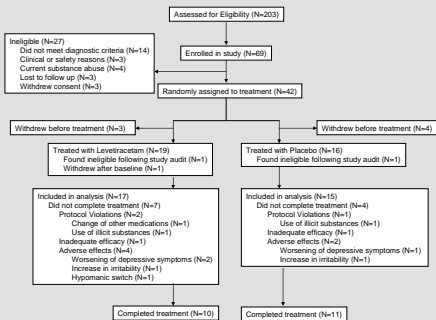 Assessed for Eligibility (N=203)
Ineligible (N=27)
Did not meet diagnostic criteria (N=14)
Clinical or safety reasons (N=3)
Current substance abuse (N=4)
Lost to follow up (N=3)
Withdrew consent (N=3)
Enrolled in study (N=69)
Randomly assigned to treatment (N=42)
Withdrew before treatment (N=3)
Withdrew before treatment (N=4)
Treated with Levetiracetam (N=19)
Found ineligible following study audit (N=1)
Withdrew after baseline (N=1)
Treated with Placebo (N=16)
Found ineligible following study audit (N=1)
Included in analysis (N=17)
Did not complete treatment (N=7)
Protocol Violations (N=2)
Change of other medications (N=1)
Use of illicit substances (N=1)
Inadequate efficacy (N=1)
Adverse effects (N=4)
Worsening of depressive symptoms (N=2)
Increase in irritability (N=1)
Hypomanic switch (N=1)
Included in analysis (N=15)
Did not complete treatment (N=4)
Protocol Violations (N=1)
Use of illicit substances (N=1)
Inadequate efficacy (N=1)
Adverse effects (N=2)
Worsening of depressive symptoms (N=1)
Increase in irritability (N=1)
Completed treatment (N=10)
Completed treatment (N=11)